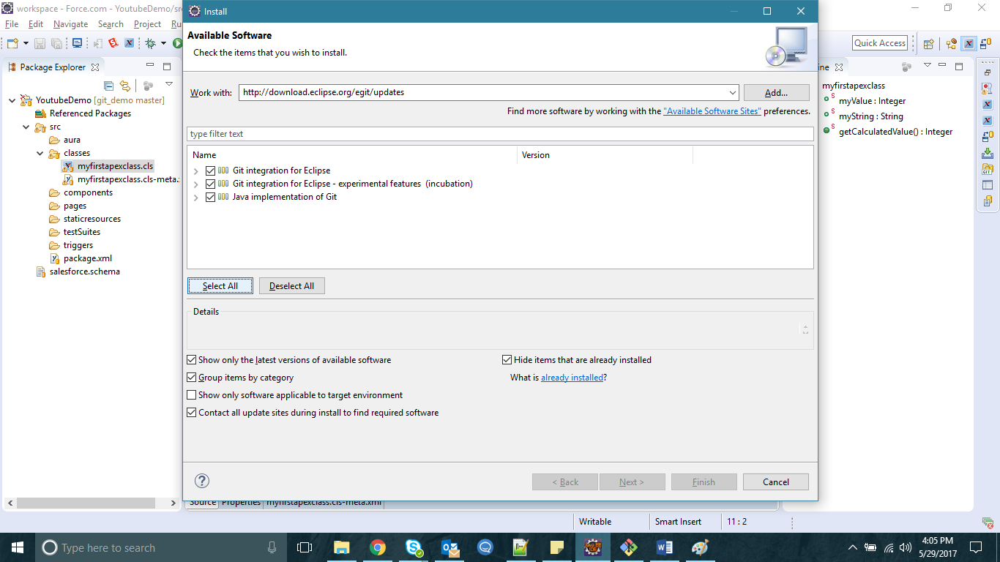 workspace - Force.com - YoutubeDemo/src
File Edit Navigate Search Project Ru
Quick Access
Package Explorer
YoutubeDemo [git_demo master]
Referenced Packages
src
aura
classes
myfirstapexclass.cls
myfirstapexclass.cls-meta.
components
pages
staticresources
testSuites
triggers
package.xml
salesforce.schema
Install
Available Software
Check the items that you wish to install.
Work with: http://download.eclipse.org/egit/updates Add...
Find more software by working with the "Available Software Sites" preferences.
type filter text
Name Version
Git integration for Eclipse
Git integration for Eclipse - experimental features (incubation)
Java implementation of Git
Select All Deselect All
Details
Show only the latest versions of available software Hide items that are already installed
Group items by category What is already installed?
Show only software applicable to target environment
Contact all update sites during install to find required software
< Back Next > Finish Cancel
ine
myfirstapexclass
myValue : Integer
myString : String
getCalculatedValue() : Integer
Source Properties myfirstapexclass.cls-meta.xml
Writable Smart Insert 11 : 2
Type here to search
4:05 PM
5/29/2017